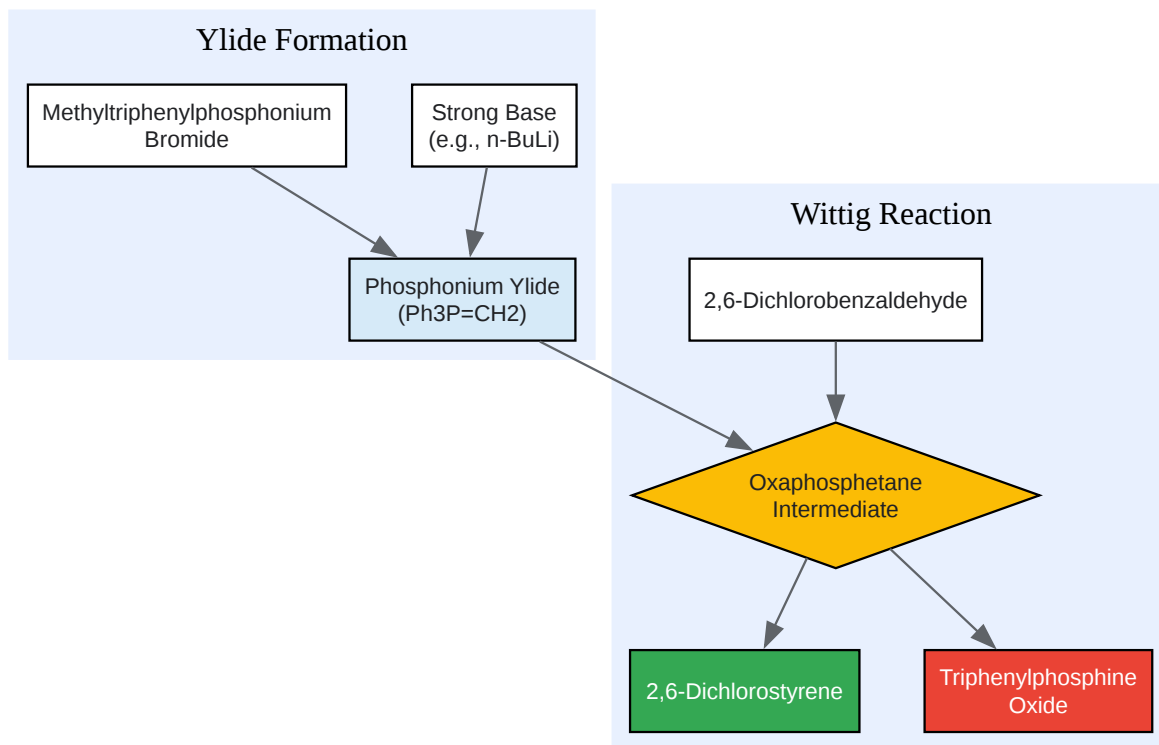 Ylide Formation
Methyltriphenylphosphonium
Bromide
Strong Base
(e.g., n-BuLi)
Phosphonium Ylide
(Ph3P=CH2)
Wittig Reaction
2,6-Dichlorobenzaldehyde
Oxaphosphetane
Intermediate
2,6-Dichlorostyrene
Triphenylphosphine
Oxide